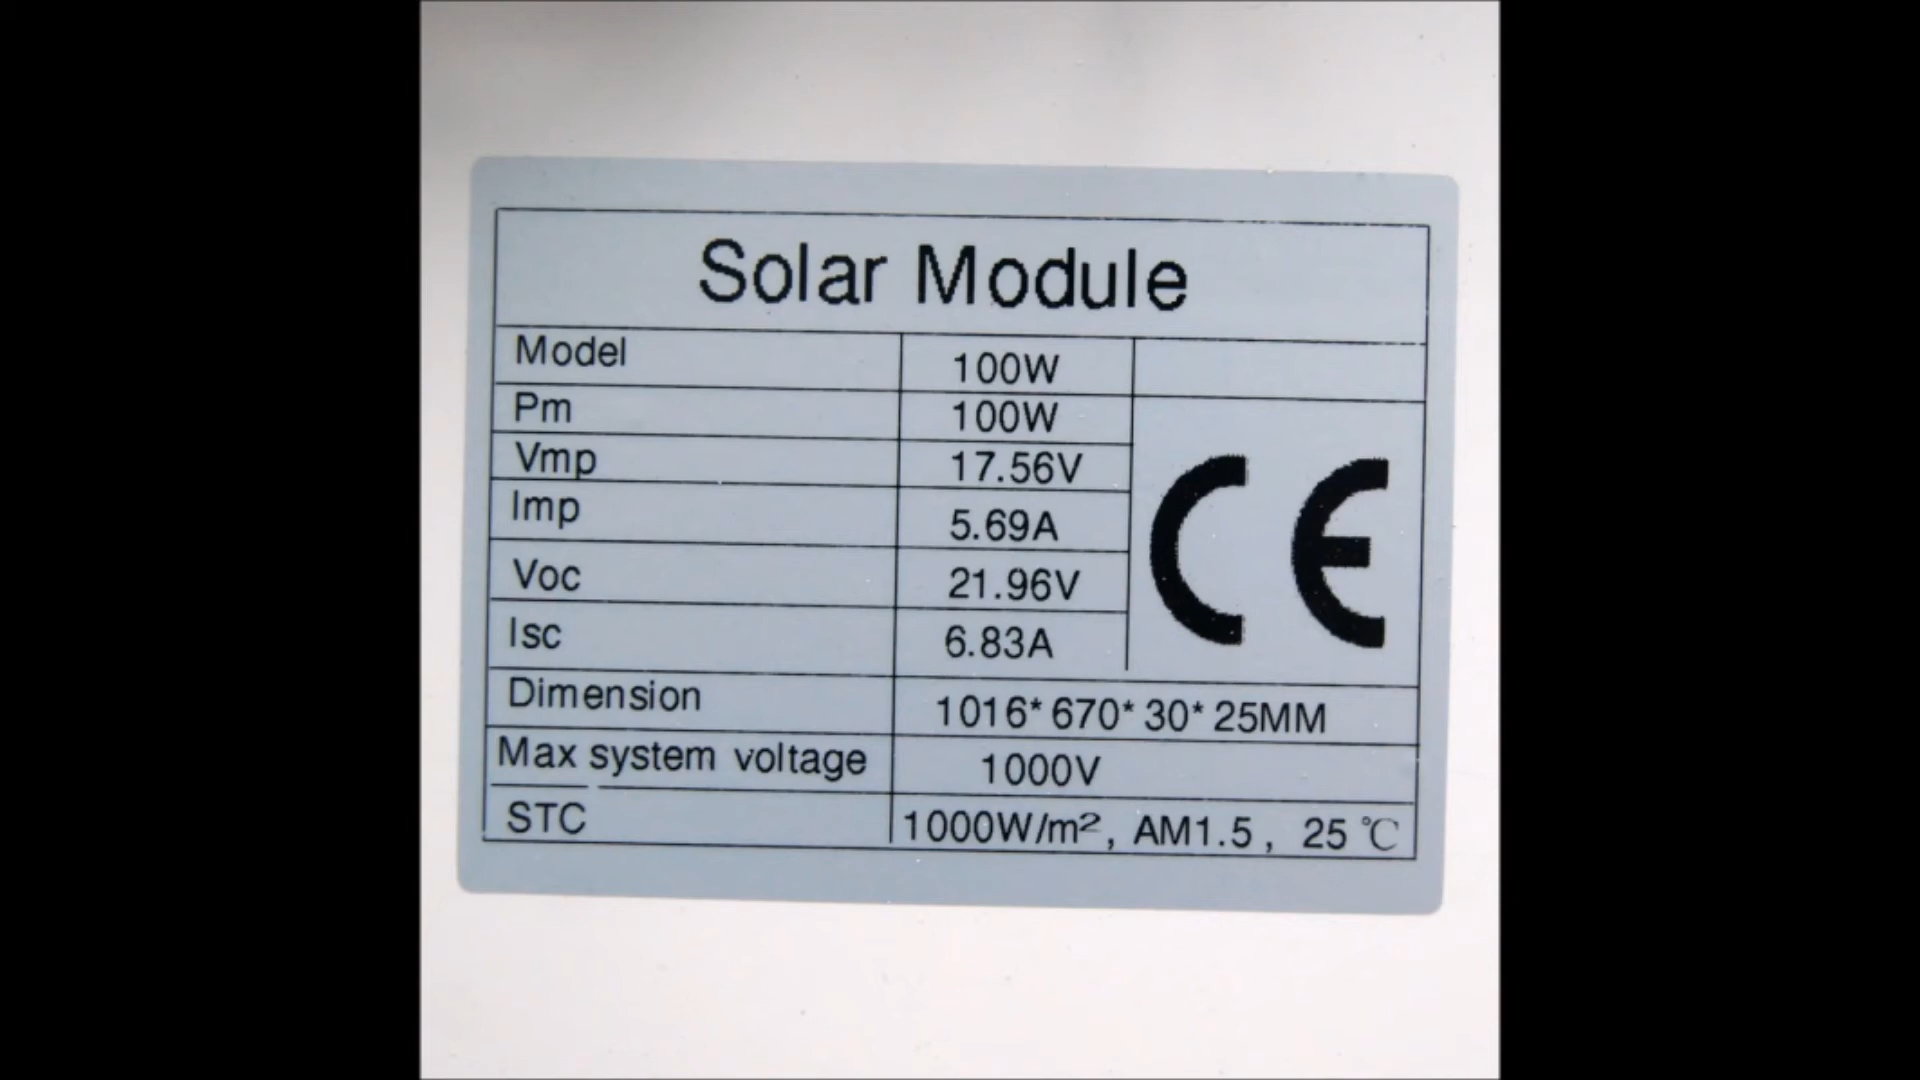 Solar Module
Model 100W
Pm 100W
Vmp 17.56V
Imp 5.69A
Voc 21.96V
Isc 6.83A
CE
Dimension 1016*670*30*25MM
Max system voltage 1000V
STC 1000W/m², AM1.5, 25℃